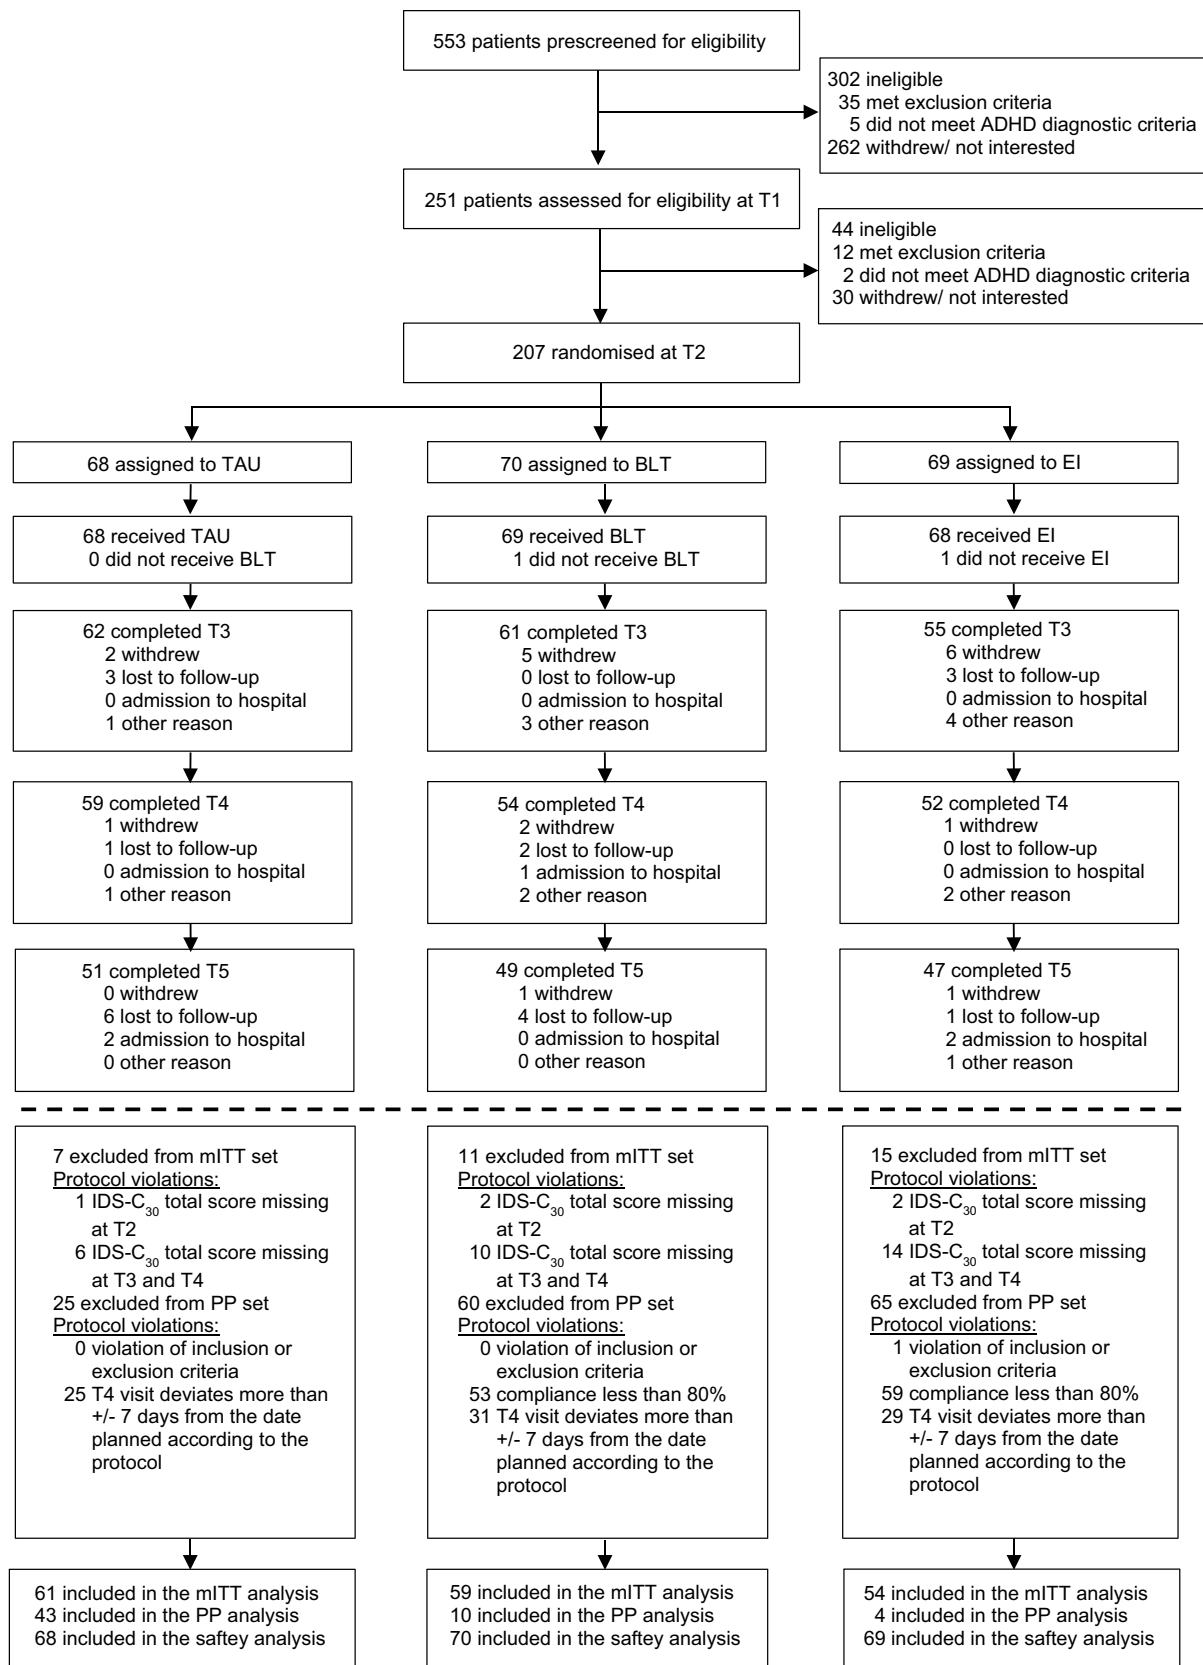 553 patients prescreened for eligibility
302 ineligible
35 met exclusion criteria
5 did not meet ADHD diagnostic criteria
262 withdrew/ not interested
251 patients assessed for eligibility at T1
44 ineligible
12 met exclusion criteria
2 did not meet ADHD diagnostic criteria
30 withdrew/ not interested
207 randomised at T2
68 assigned to TAU
70 assigned to BLT
69 assigned to EI
68 received TAU
0 did not receive BLT
69 received BLT
1 did not receive BLT
68 received EI
1 did not receive EI
62 completed T3
2 withdrew
3 lost to follow-up
0 admission to hospital
1 other reason
61 completed T3
5 withdrew
0 lost to follow-up
0 admission to hospital
3 other reason
55 completed T3
6 withdrew
3 lost to follow-up
0 admission to hospital
4 other reason
59 completed T4
1 withdrew
1 lost to follow-up
0 admission to hospital
1 other reason
54 completed T4
2 withdrew
2 lost to follow-up
1 admission to hospital
2 other reason
52 completed T4
1 withdrew
0 lost to follow-up
0 admission to hospital
2 other reason
51 completed T5
0 withdrew
6 lost to follow-up
2 admission to hospital
0 other reason
49 completed T5
1 withdrew
4 lost to follow-up
0 admission to hospital
0 other reason
47 completed T5
1 withdrew
1 lost to follow-up
2 admission to hospital
1 other reason
7 excluded from mITT set
Protocol violations:
1 IDS-C30 total score missing
at T2
6 IDS-C30 total score missing
at T3 and T4
25 excluded from PP set
Protocol violations:
0 violation of inclusion or
exclusion criteria
25 T4 visit deviates more than
+/- 7 days from the date
planned according to the
protocol
11 excluded from mITT set
Protocol violations:
2 IDS-C30 total score missing
at T2
10 IDS-C30 total score missing
at T3 and T4
60 excluded from PP set
Protocol violations:
0 violation of inclusion or
exclusion criteria
53 compliance less than 80%
31 T4 visit deviates more than
+/- 7 days from the date
planned according to the
protocol
15 excluded from mITT set
Protocol violations:
2 IDS-C30 total score missing
at T2
14 IDS-C30 total score missing
at T3 and T4
65 excluded from PP set
Protocol violations:
1 violation of inclusion or
exclusion criteria
59 compliance less than 80%
29 T4 visit deviates more than
+/- 7 days from the date
planned according to the
protocol
61 included in the mITT analysis
43 included in the PP analysis
68 included in the saftey analysis
59 included in the mITT analysis
10 included in the PP analysis
70 included in the saftey analysis
54 included in the mITT analysis
4 included in the PP analysis
69 included in the saftey analysis